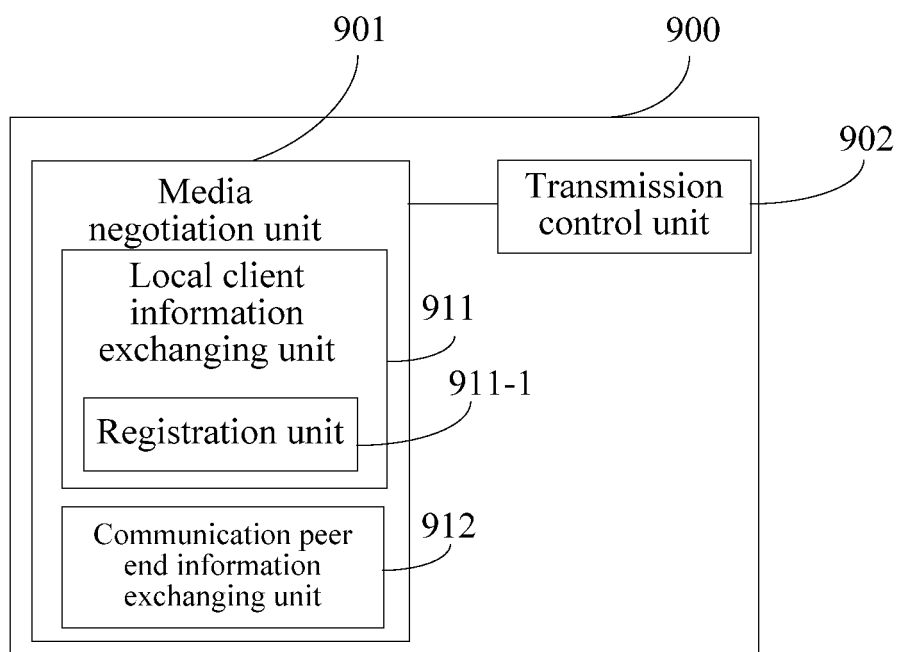 901
900
902
Media
negotiation unit
Transmission
control unit
Local client
information
exchanging unit
911
911-1
Registration unit
912
Communication peer
end information
exchanging unit